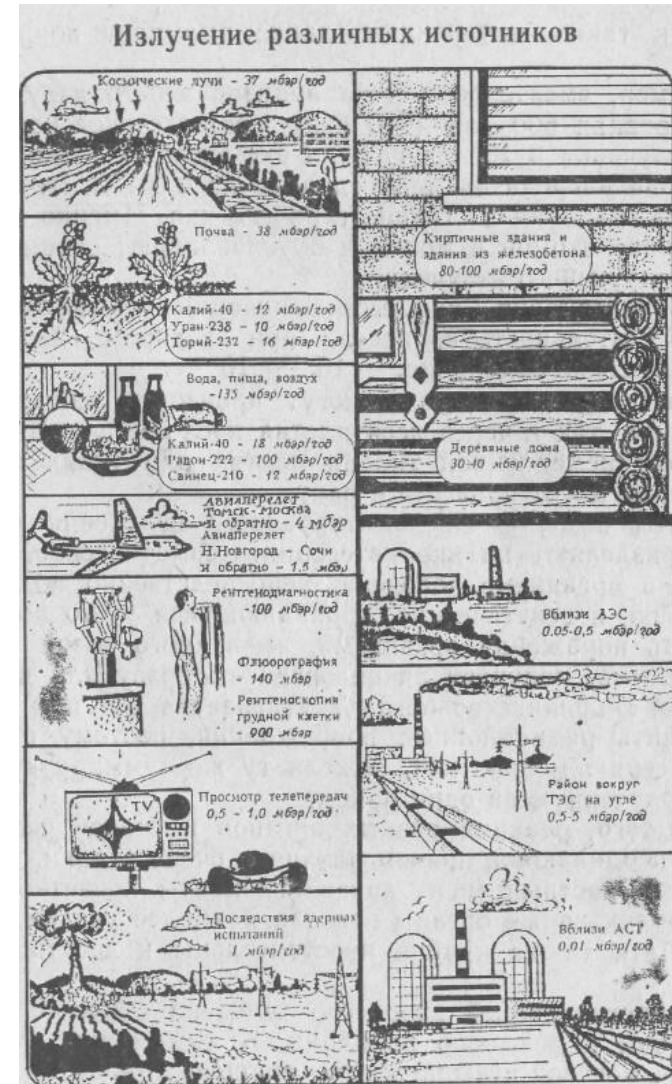 Излучение различных источников
Космические лучи - 37 мбэр/год
Почва - 38 мбэр/год
Калий-40 - 12 мбэр/год
Уран-238 - 10 мбэр/год
Торий-232 - 16 мбэр/год
Вода, пища, воздух
-135 мбэр/год
Калий-40 - 18 мбэр/год
Радон-222 - 100 мбэр/год
Свинец-210 - 12 мбэр/год
Авиаперелет
Томск-Москва
и обратно - 4 мбэр
Авиаперелет
Н.Новгород - Сочи
и обратно - 1,5 мбэр
Рентгенодиагностика
-100 мбэр/год
Флюорография
140 мбэр
Рентгеноскопия
грудной клетки
900 мбэр
TV
Просмотр телепередач
0,5 - 1,0 мбэр/год
Последствия ядерных
испытаний
1 мбэр/год
Кирпичные здания и
здания из железобетона
80-100 мбэр/год
Деревяные дома
30-40 мбэр/год
Вблизи АЭС
0.05-0,5 мбэр/год
Район вокруг
ТЭС на угле
0,5-5 мбэр/год
Вблизи АСТ
0,01 мбэр/год